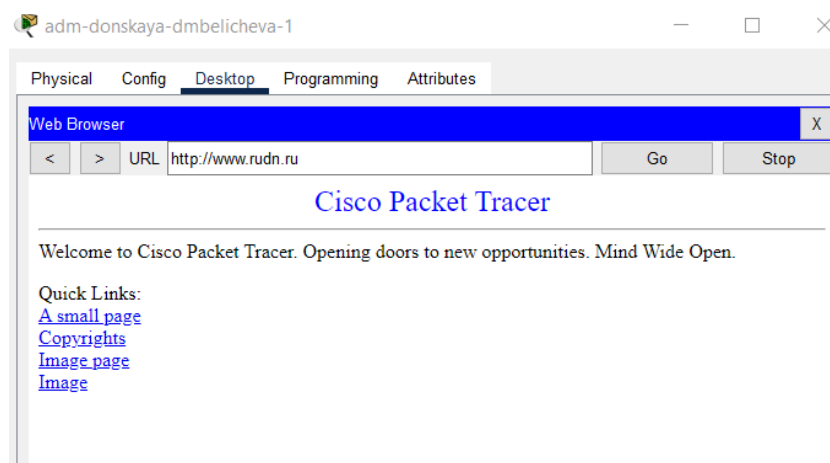 adm-donskaya-dmbelicheva-1
Physical Config Desktop Programming Attributes
Web Browser X
< > URL http://www.rudn.ru Go Stop
Cisco Packet Tracer
Welcome to Cisco Packet Tracer. Opening doors to new opportunities. Mind Wide Open.
Quick Links:
A small page
Copyrights
Image page
Image